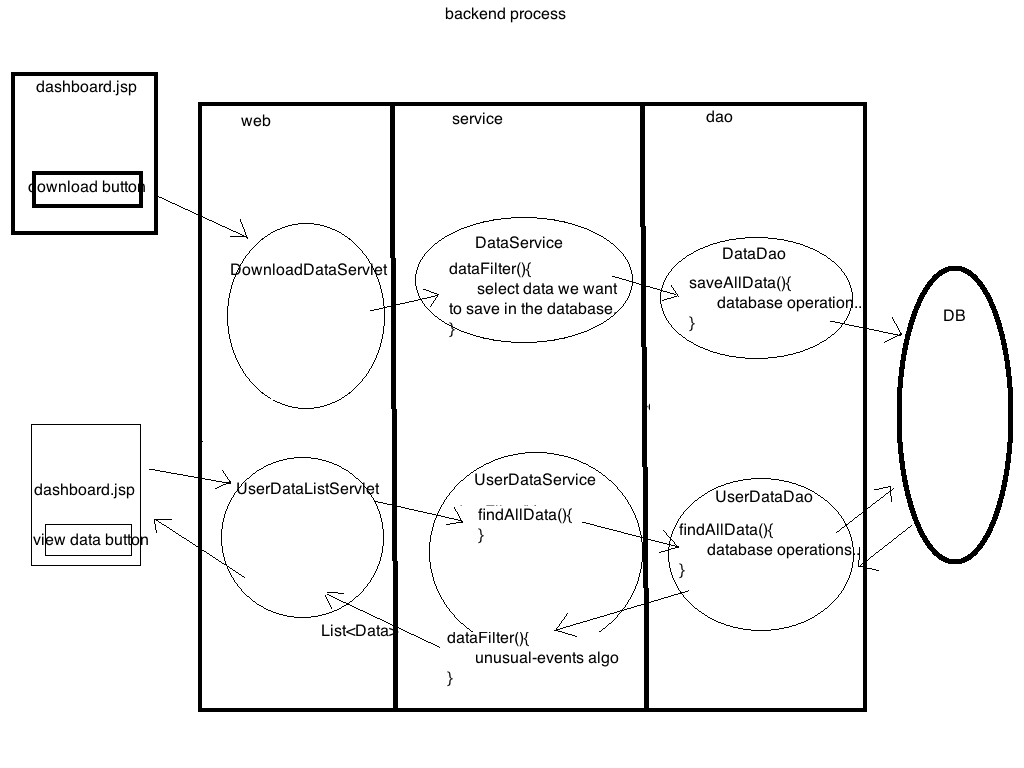 backend process
dashboard.jsp
download button
web
service
dao
DownloadDataServlet
DataService
dataFilter(){
select data we want
to save in the database.
}
DataDao
saveAllData(){
database operation..
}
DB
dashboard.jsp
view data button
UserDataListServlet
UserDataService
findAllData(){
}
UserDataDao
findAllData(){
database operations..
}
List<Data>
dataFilter(){
unusual-events algo
}